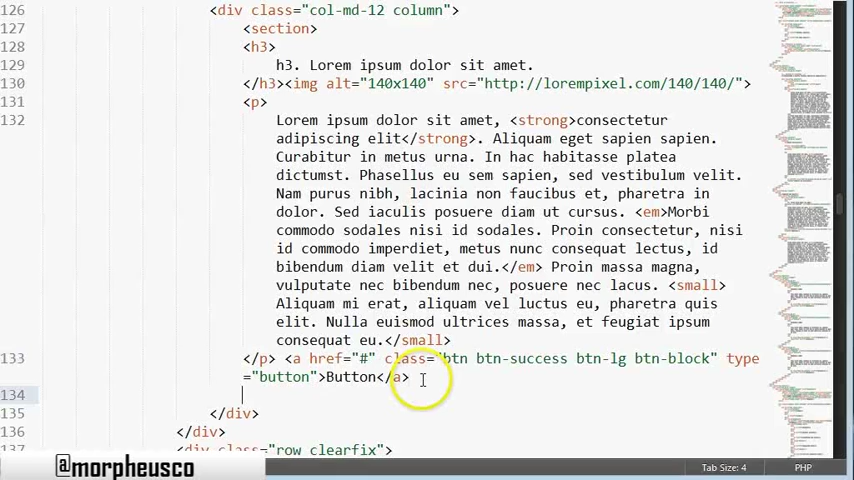 126 <div class="col-md-12 column">
127 <section>
128 <h3>
129 h3. Lorem ipsum dolor sit amet.
130 </h3><img alt="140x140" src="http://lorempixel.com/140/140/">
131 <p>
132 Lorem ipsum dolor sit amet, <strong>consectetur
adipiscing elit</strong>. Aliquam eget sapien sapien.
Curabitur in metus urna. In hac habitasse platea
dictumst. Phasellus eu sem sapien, sed vestibulum velit.
Nam purus nibh, lacinia non faucibus et, pharetra in
dolor. Sed iaculis posuere diam ut cursus. <em>Morbi
commodo sodales nisi id sodales. Proin consectetur, nisi
id commodo imperdiet, metus nunc consequat lectus, id
bibendum diam velit et dui.</em> Proin massa magna,
vulputate nec bibendum nec, posuere nec lacus. <small>
Aliquam mi erat, aliquam vel luctus eu, pharetra quis
elit. Nulla euismod ultrices massa, et feugiat ipsum
consequat eu.</small>
133 </p> <a href="#" class="btn btn-success btn-lg btn-block" type
="button">Button</a>
134
135 </div>
136 </div>
137 <div class="row clearfix">
@morpheusco
Tab Size: 4 PHP